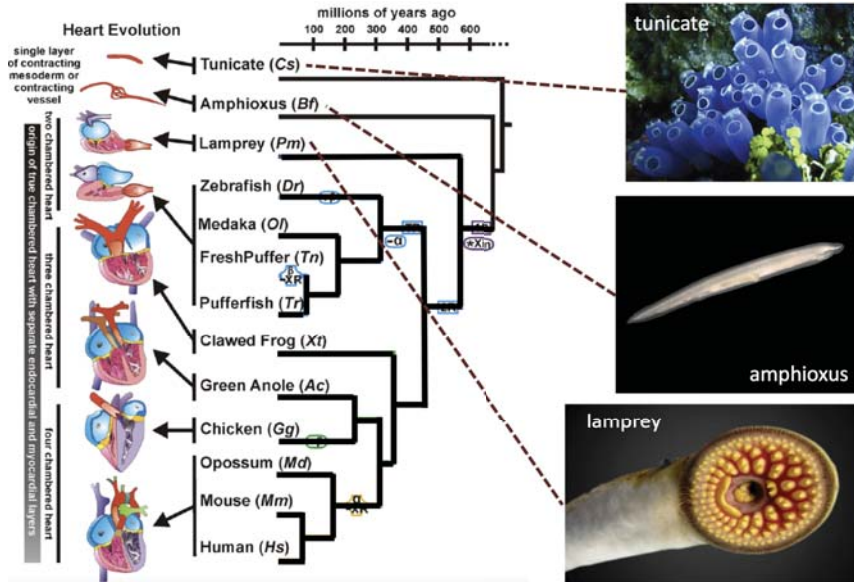 millions of years ago
Heart Evolution
100 200 300 400 500 600
single layer
of contracting
mesoderm or
contracting
vessel
Tunicate (Cs)
Amphioxus (Bf)
Lamprey (Pm)
Zebrafish (Dr)
Medaka (Ol)
FreshPuffer (Tn)
Pufferfish (Tr)
Clawed Frog (Xt)
Green Anole (Ac)
Chicken (Gg)
Opossum (Md)
Mouse (Mm)
Human (Hs)
two chambered heart
three chambered heart
four chambered heart
origin of true chambered heart with separate endocardial and myocardial layers
-α
*Xin
β
-XR
α
tunicate
amphioxus
lamprey